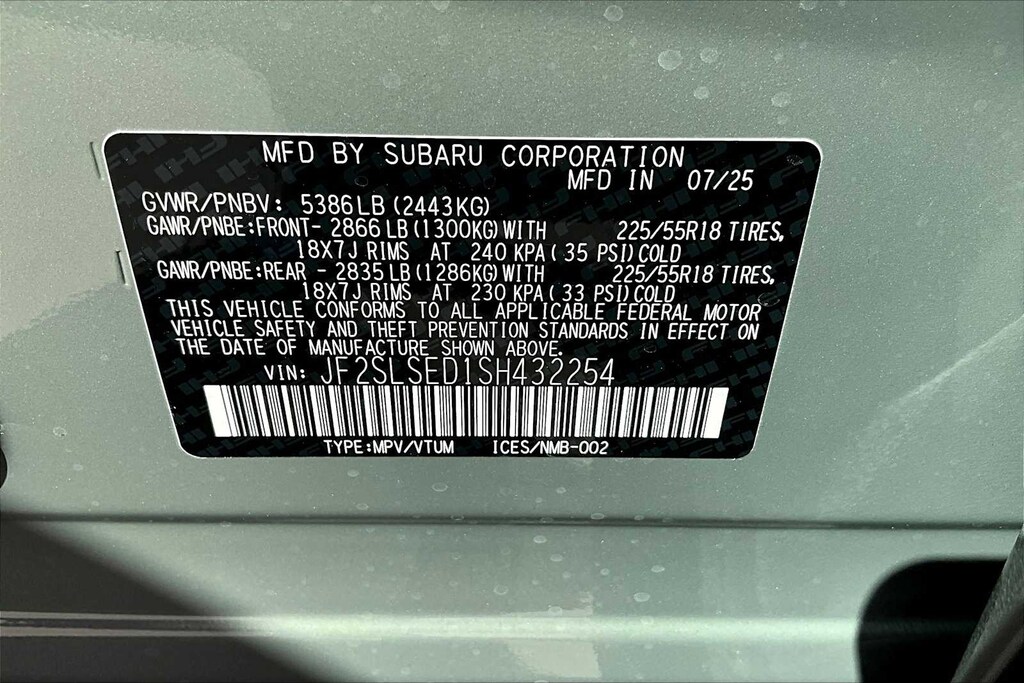 MFD BY SUBARU CORPORATION
MFD IN 07/25
GVWR/PNBV: 5386LB(2443KG)
GAWR/PNBE:FRONT- 2866LB(1300KG)WITH 225/55R18 TIRES,
18X7J RIMS AT 240 KPA(35 PSI)COLD
GAWR/PNBE:REAR - 2835LB(1286KG)WITH 225/55R18 TIRES,
18X7J RIMS AT 230 KPA(33 PSI)COLD
THIS VEHICLE CONFORMS TO ALL APPLICABLE FEDERAL MOTOR
VEHICLE SAFETY AND THEFT PREVENTION STANDARDS IN EFFECT ON
THE DATE OF MANUFACTURE SHOWN ABOVE.
VIN: JF2SLSED1SH432254
TYPE:MPV/VTUM ICES/NMB-002